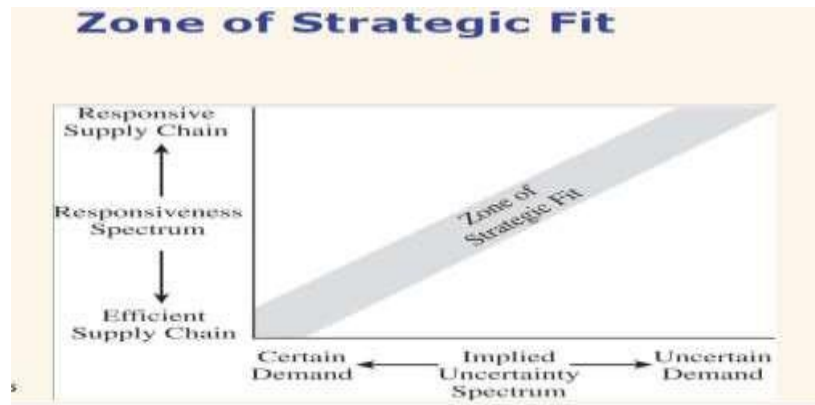 Zone of Strategic Fit
Responsive
Supply Chain
Responsiveness
Spectrum
Efficient
Supply Chain
Zone of
Strategic Fit
Certain
Demand
Implied
Uncertainty
Spectrum
Uncertain
Demand
s